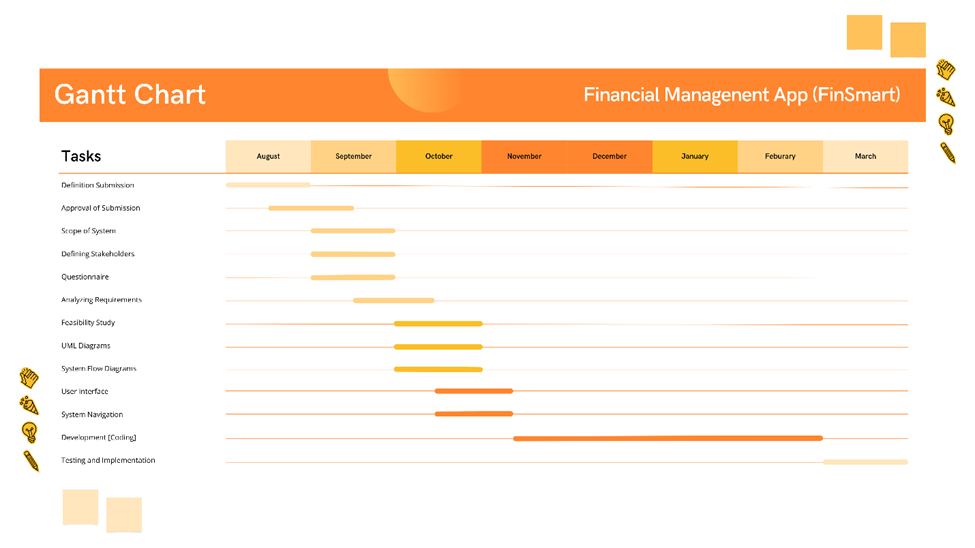 Gantt Chart
Financial Managenent App (FinSmart)
Tasks
August September October November December January Feburary March
Definition Submission
Approval of Submission
Scope of System
Defining Stakeholders
Questionnaire
Analyzing Requirements
Feasibility Study
UML Diagrams
System Flow Diagrams
User Interface
System Navigation
Development [Coding]
Testing and Implementation